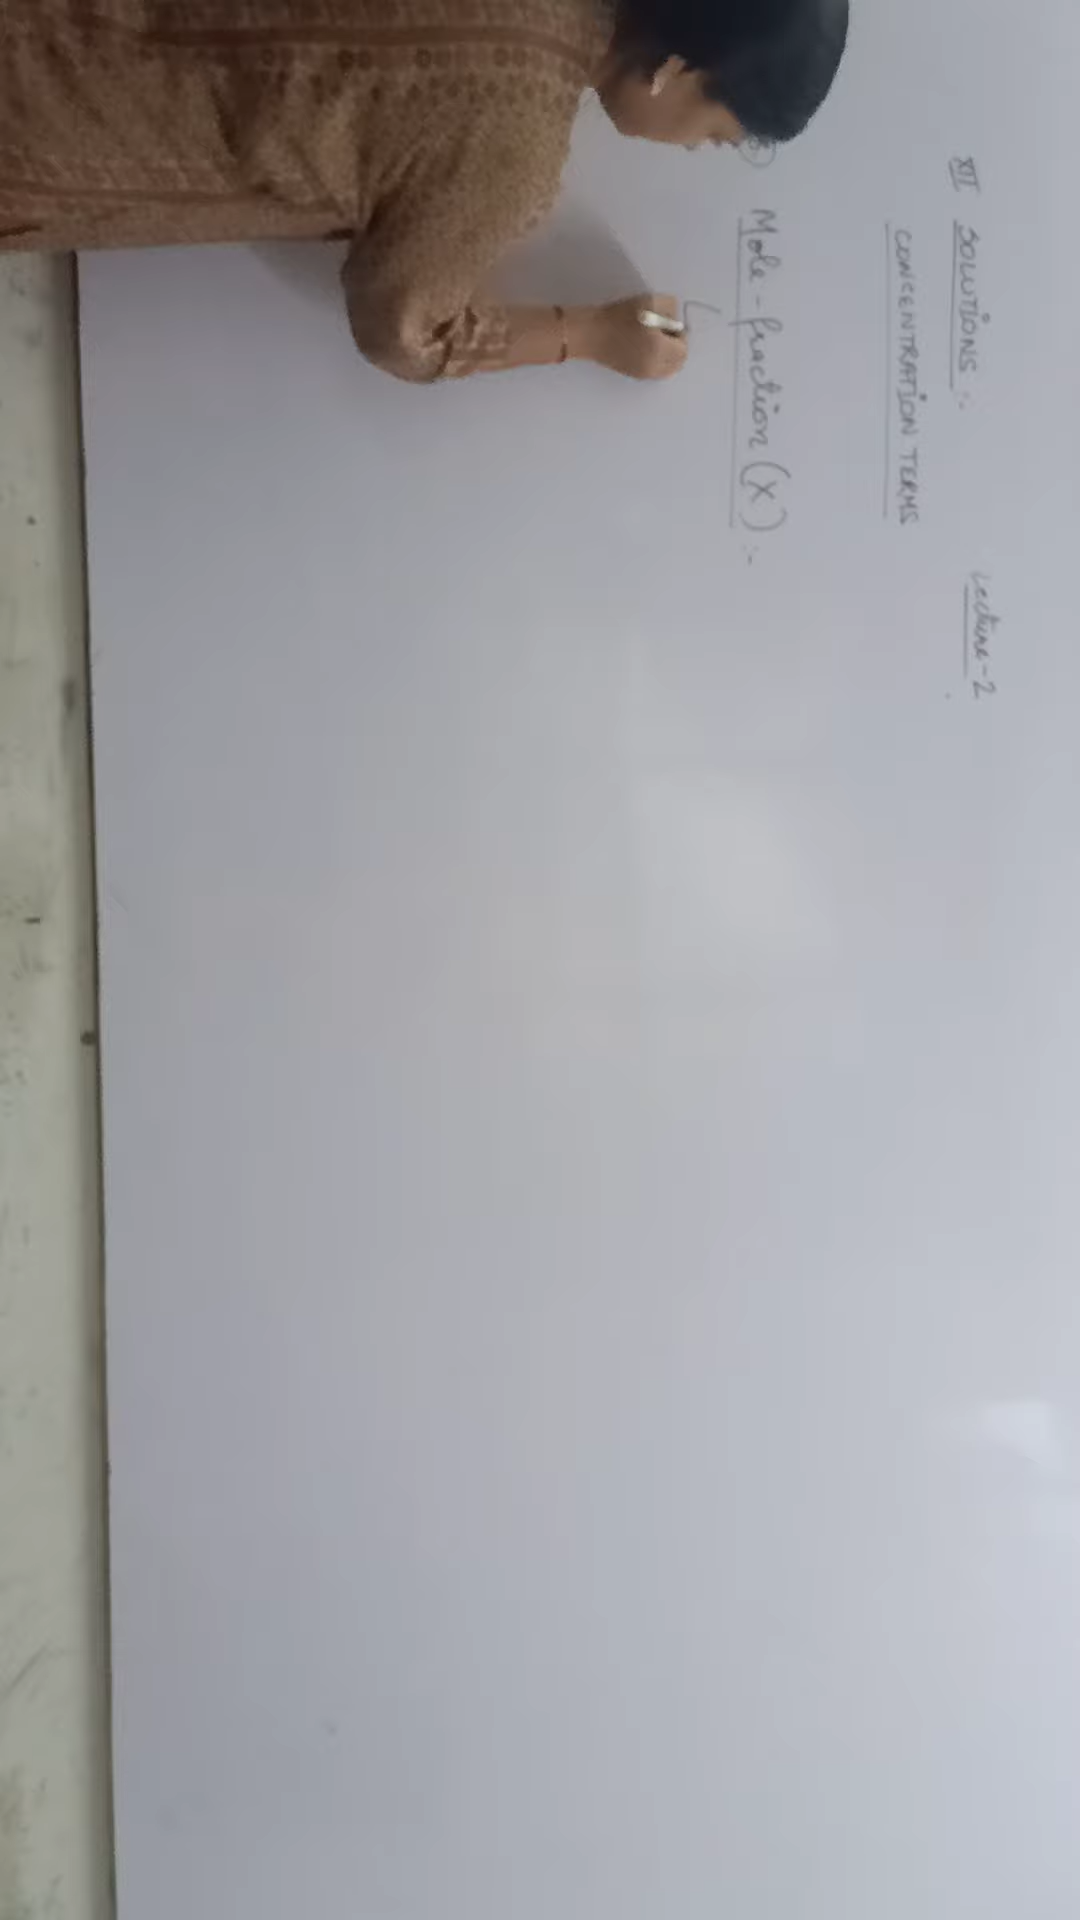 XII SOLUTIONS :- Lecture-2
CONCENTRATION TERMS
Mole-fraction (X) :-